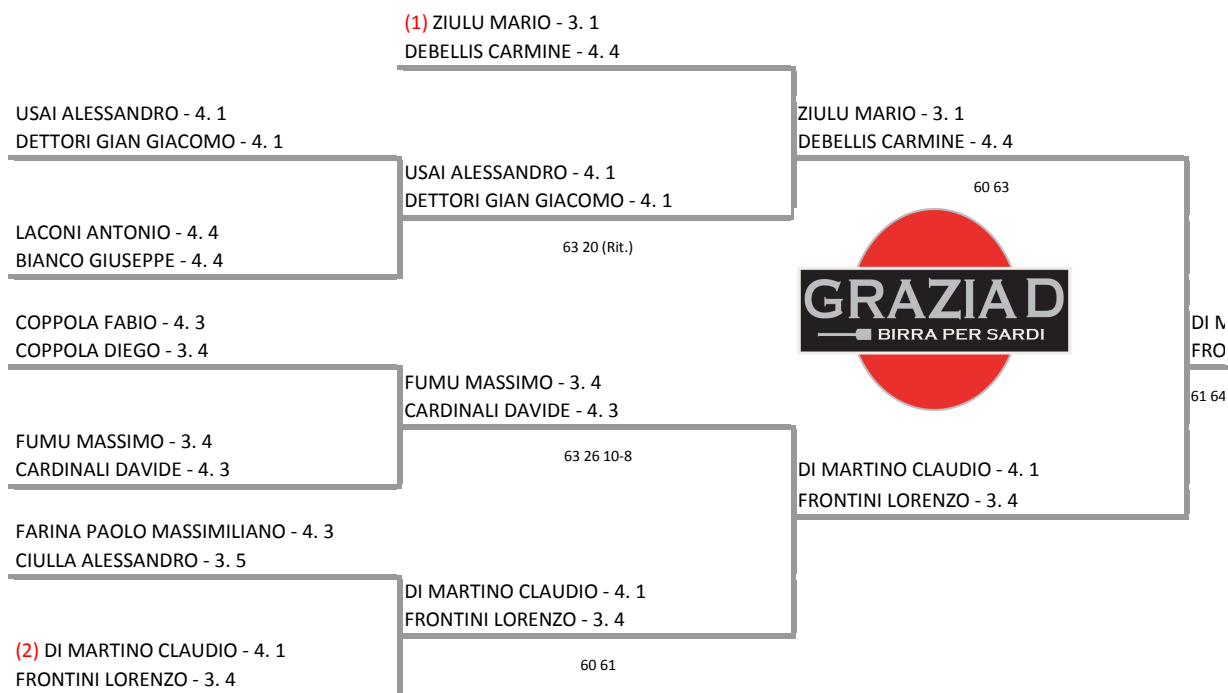 (1) ZIULU MARIO - 3. 1
DEBELLIS CARMINE - 4. 4
USAI ALESSANDRO - 4. 1
DETTORI GIAN GIACOMO - 4. 1
ZIULU MARIO - 3. 1
DEBELLIS CARMINE - 4. 4
USAI ALESSANDRO - 4. 1
DETTORI GIAN GIACOMO - 4. 1
60 63
LACONI ANTONIO - 4. 4
BIANCO GIUSEPPE - 4. 4
63 20 (Rit.)
GRAZIA D
BIRRA PER SARDI
COPPOLA FABIO - 4. 3
COPPOLA DIEGO - 3. 4
DI M
FRO
61 64
FUMU MASSIMO - 3. 4
CARDINALI DAVIDE - 4. 3
FUMU MASSIMO - 3. 4
CARDINALI DAVIDE - 4. 3
63 26 10-8
DI MARTINO CLAUDIO - 4. 1
FRONTINI LORENZO - 3. 4
FARINA PAOLO MASSIMILIANO - 4. 3
CIULLA ALESSANDRO - 3. 5
DI MARTINO CLAUDIO - 4. 1
FRONTINI LORENZO - 3. 4
(2) DI MARTINO CLAUDIO - 4. 1
FRONTINI LORENZO - 3. 4
60 61